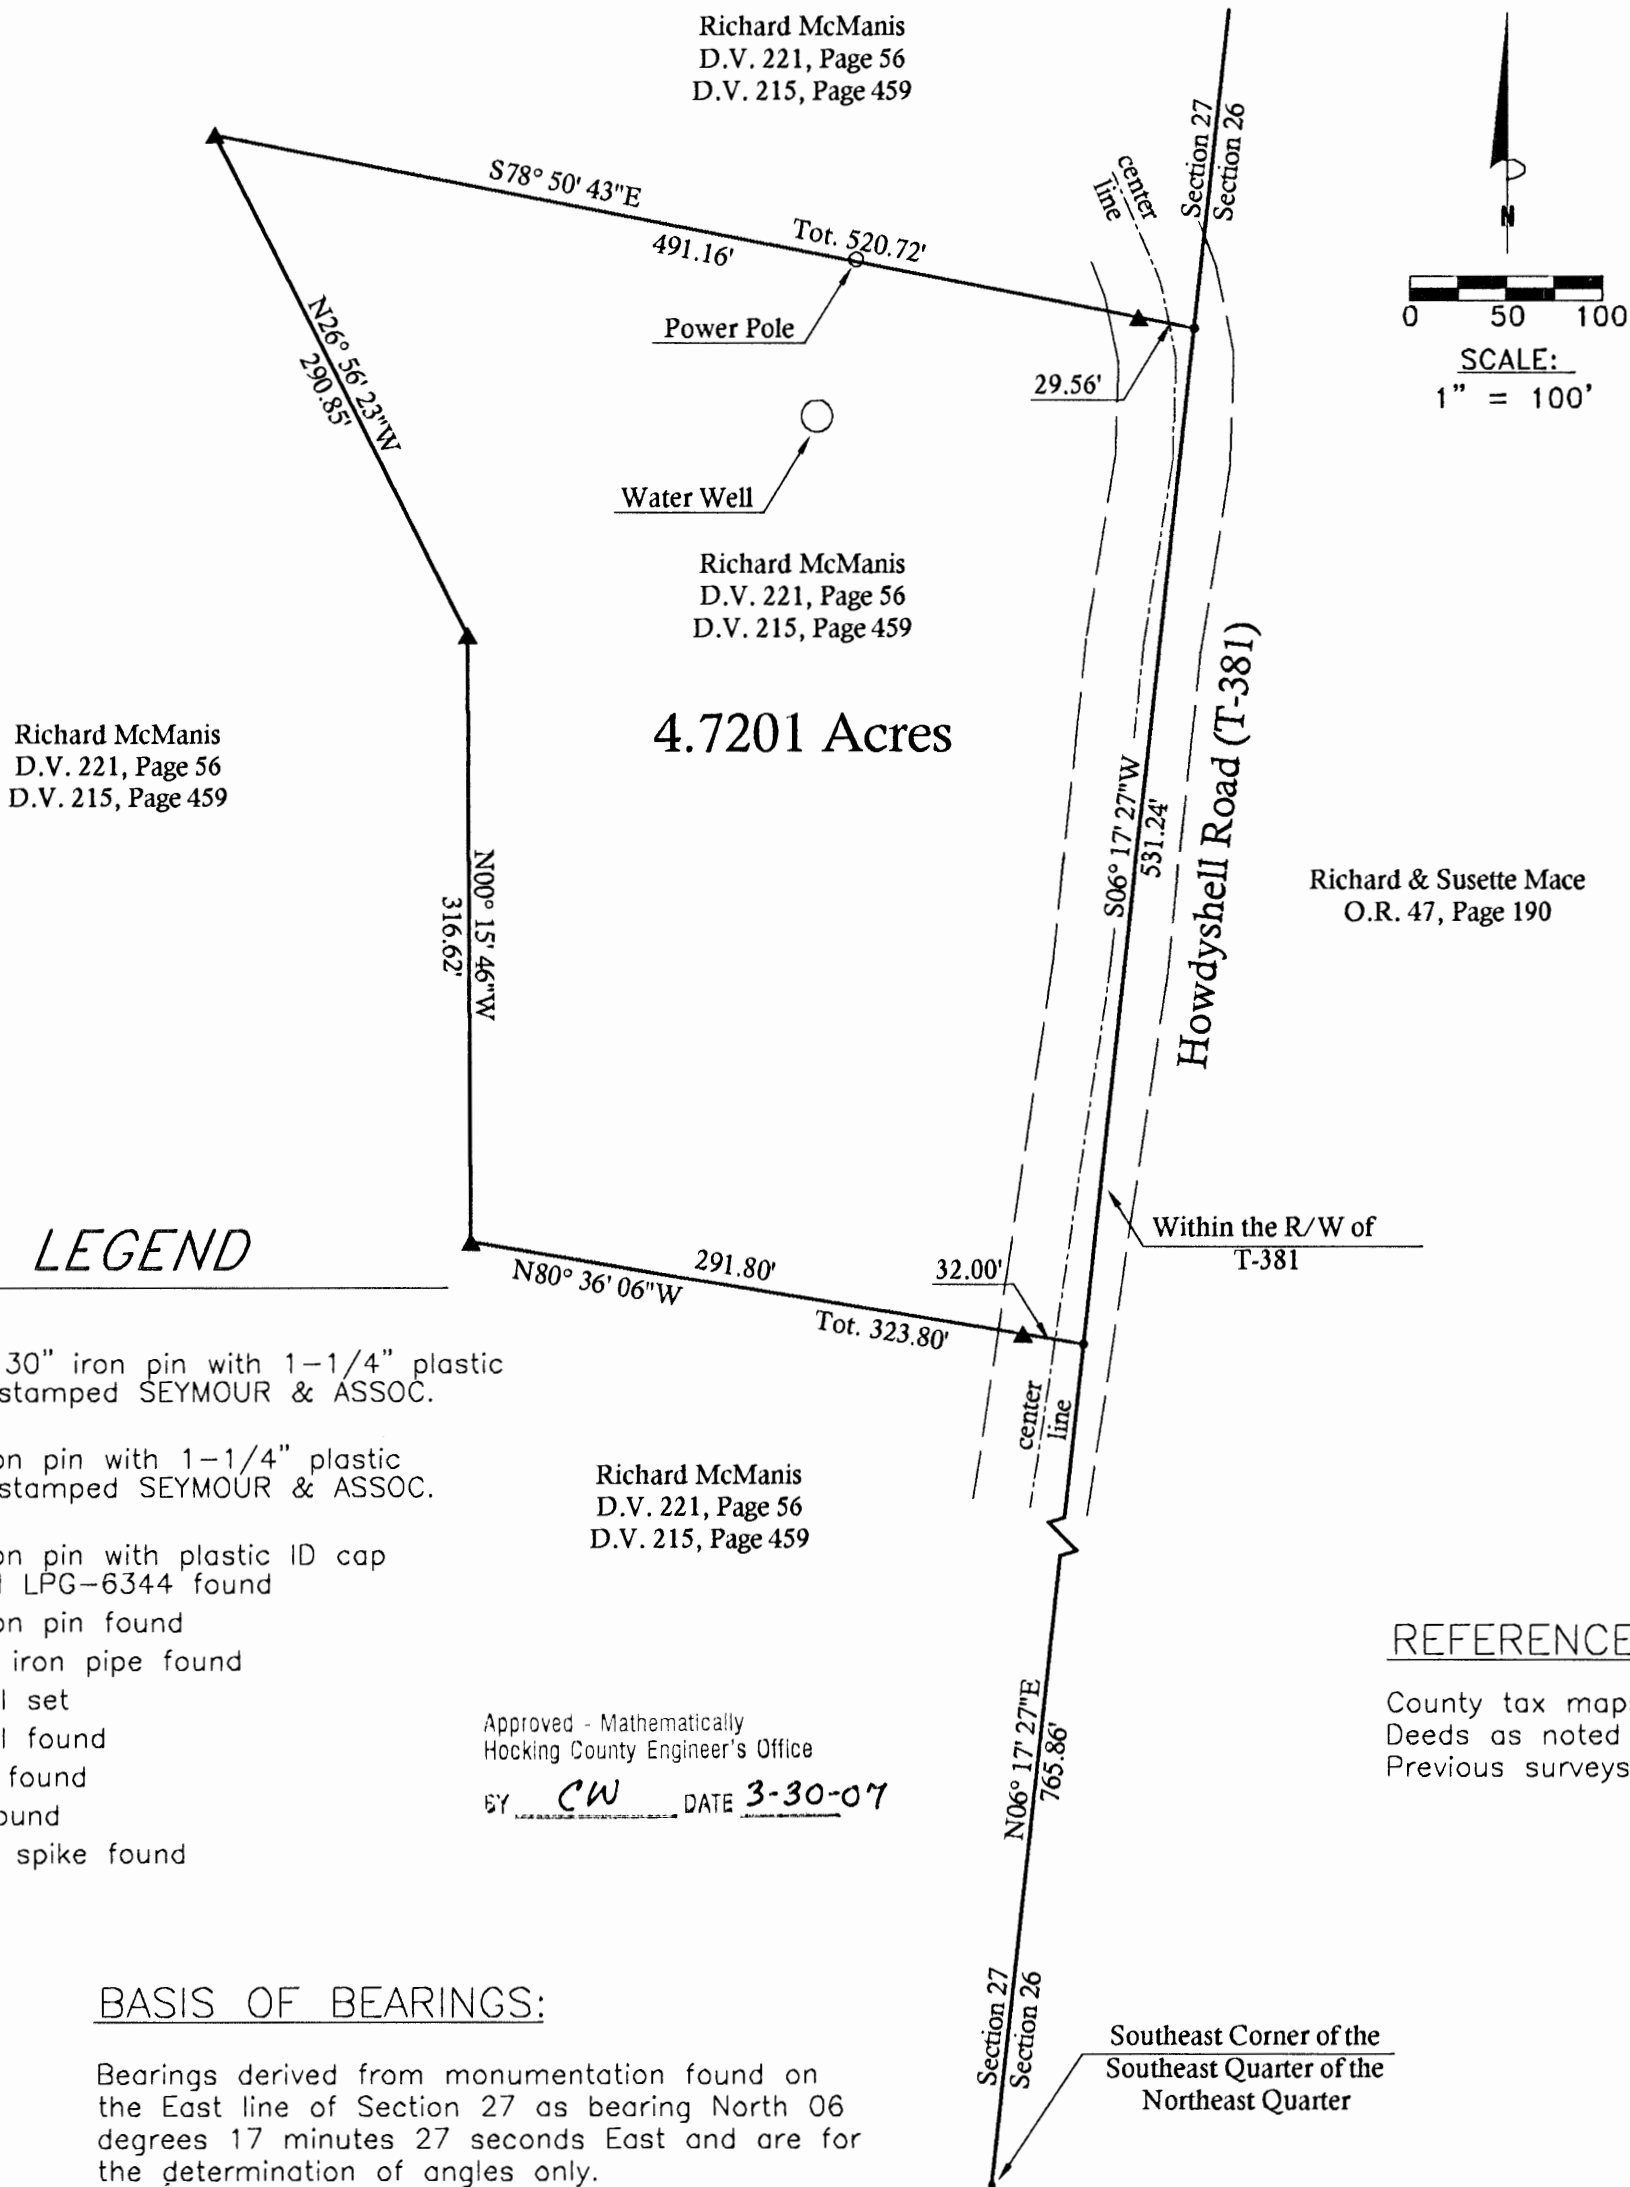 Richard McManis
D.V. 221, Page 56
D.V. 215, Page 459
Section 27
Section 26
center
line
N
0 50 100
SCALE:
1" = 100'
S78° 50' 43"E
491.16'
Tot. 520.72'
Power Pole
29.56'
N26° 56' 23"W
290.85'
Water Well
Richard McManis
D.V. 221, Page 56
D.V. 215, Page 459
4.7201 Acres
Richard McManis
D.V. 221, Page 56
D.V. 215, Page 459
S06° 17' 27"W
531.24'
Howdyshell Road (T-381)
Richard & Susette Mace
O.R. 47, Page 190
N00° 15' 46"W
316.62'
Within the R/W of
T-381
291.80'
N80° 36' 06"W
32.00'
Tot. 323.80'
center
line
LEGEND
30" iron pin with 1-1/4" plastic
stamped SEYMOUR & ASSOC.
pin with 1-1/4" plastic
stamped SEYMOUR & ASSOC.
pin with plastic ID cap
LPG-6344 found
pin found
iron pipe found
set
found
found
spike found
Richard McManis
D.V. 221, Page 56
D.V. 215, Page 459
Approved - Mathematically
Hocking County Engineer's Office
BY CW DATE 3-30-07
N06° 17' 27"E
765.86'
REFERENCE
County tax map
Deeds as noted
Previous surveys
Section 27
Section 26
Southeast Corner of the
Southeast Quarter of the
Northeast Quarter
BASIS OF BEARINGS:
Bearings derived from monumentation found on
the East line of Section 27 as bearing North 06
degrees 17 minutes 27 seconds East and are for
the determination of angles only.